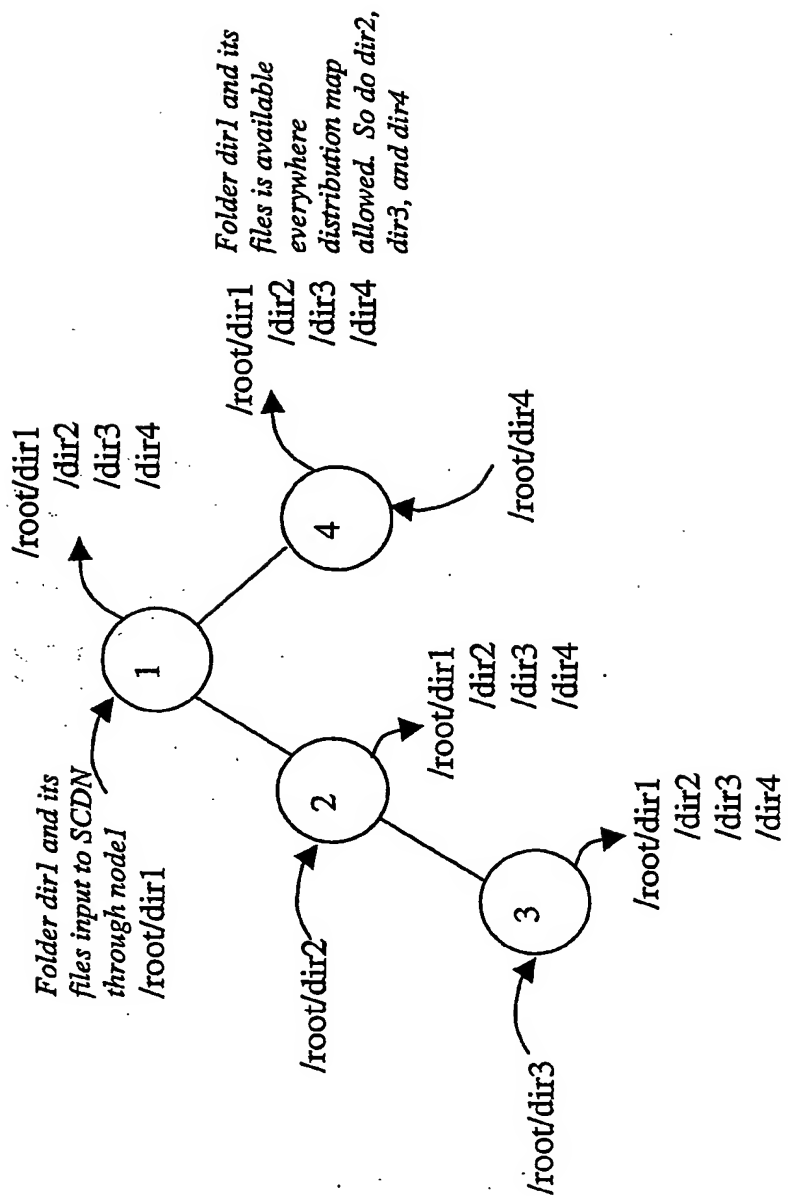 Folder dir1 and its
files input to SCDN
through node1
/root/dir1
/root/dir1
/dir2
/dir3
/dir4
1
Folder dir1 and its
files is available
everywhere
distribution map
allowed. So do dir2,
dir3, and dir4
/root/dir1
/dir2
/dir3
/dir4
4
/root/dir4
/root/dir2
2
/root/dir1
/dir2
/dir3
/dir4
/root/dir3
3
/root/dir1
/dir2
/dir3
/dir4